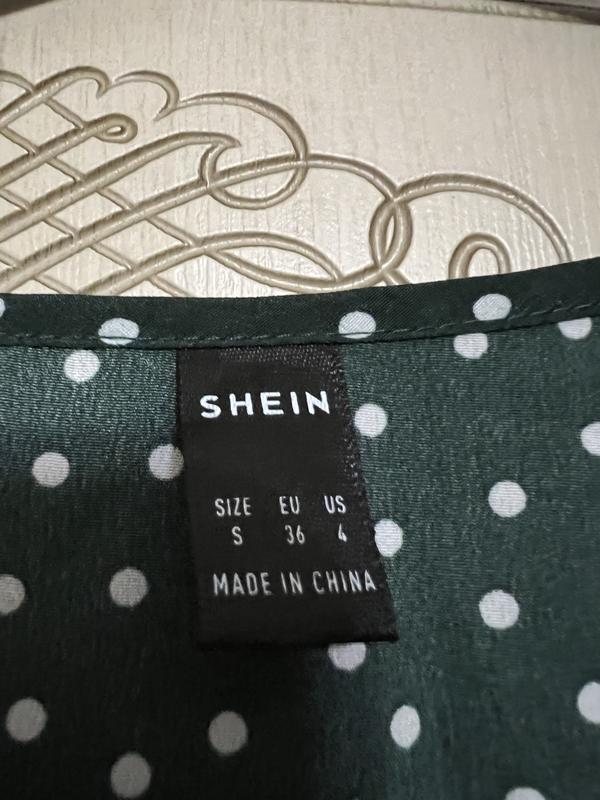 SHEIN
SIZE EU US
S 36 4
MADE IN CHINA